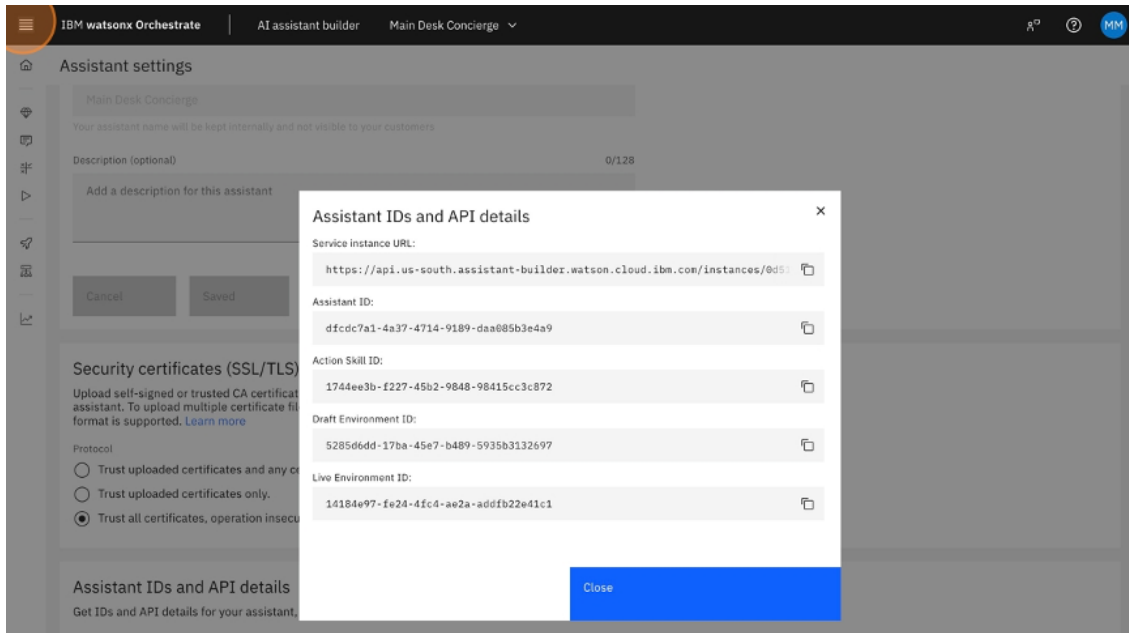 IBM watsonx Orchestrate AI assistant builder Main Desk Concierge MM
Assistant settings
Main Desk Concierge
Your assistant name will be kept internally and not visible to your customers
Description (optional) 0/128
Add a description for this assistant
Cancel Saved
Assistant IDs and API details
Service instance URL:
https://api.us-south.assistant-builder.watson.cloud.ibm.com/instances/0d51
Assistant ID:
dfcdc7a1-4a37-4714-9189-daa085b3e4a9
Action Skill ID:
1744ee3b-f227-45b2-9848-98415cc3c872
Draft Environment ID:
5285d6dd-17ba-45e7-b489-5935b3132697
Live Environment ID:
14184e97-fe24-4fc4-ae2a-addfb22e41c1
Close
Security certificates (SSL/TLS)
Upload self-signed or trusted CA certificat
assistant. To upload multiple certificate fil
format is supported. Learn more
Protocol
Trust uploaded certificates and any c
Trust uploaded certificates only.
Trust all certificates, operation insecu
Assistant IDs and API details
Get IDs and API details for your assistant,